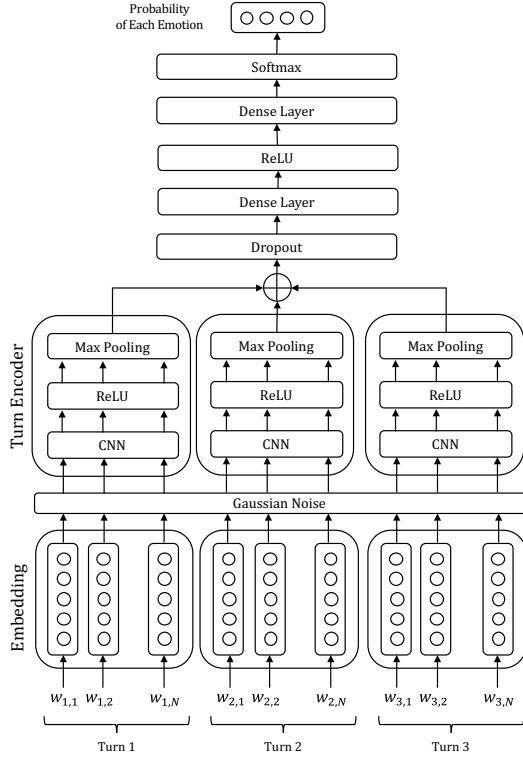 Probability
of Each Emotion
Softmax
Dense Layer
ReLU
Dense Layer
Dropout
Turn Encoder
Max Pooling Max Pooling Max Pooling
ReLU ReLU ReLU
CNN CNN CNN
Gaussian Noise
Embedding
w1,1 w1,2 w1,N w2,1 w2,2 w2,N w3,1 w3,2 w3,N
Turn 1 Turn 2 Turn 3